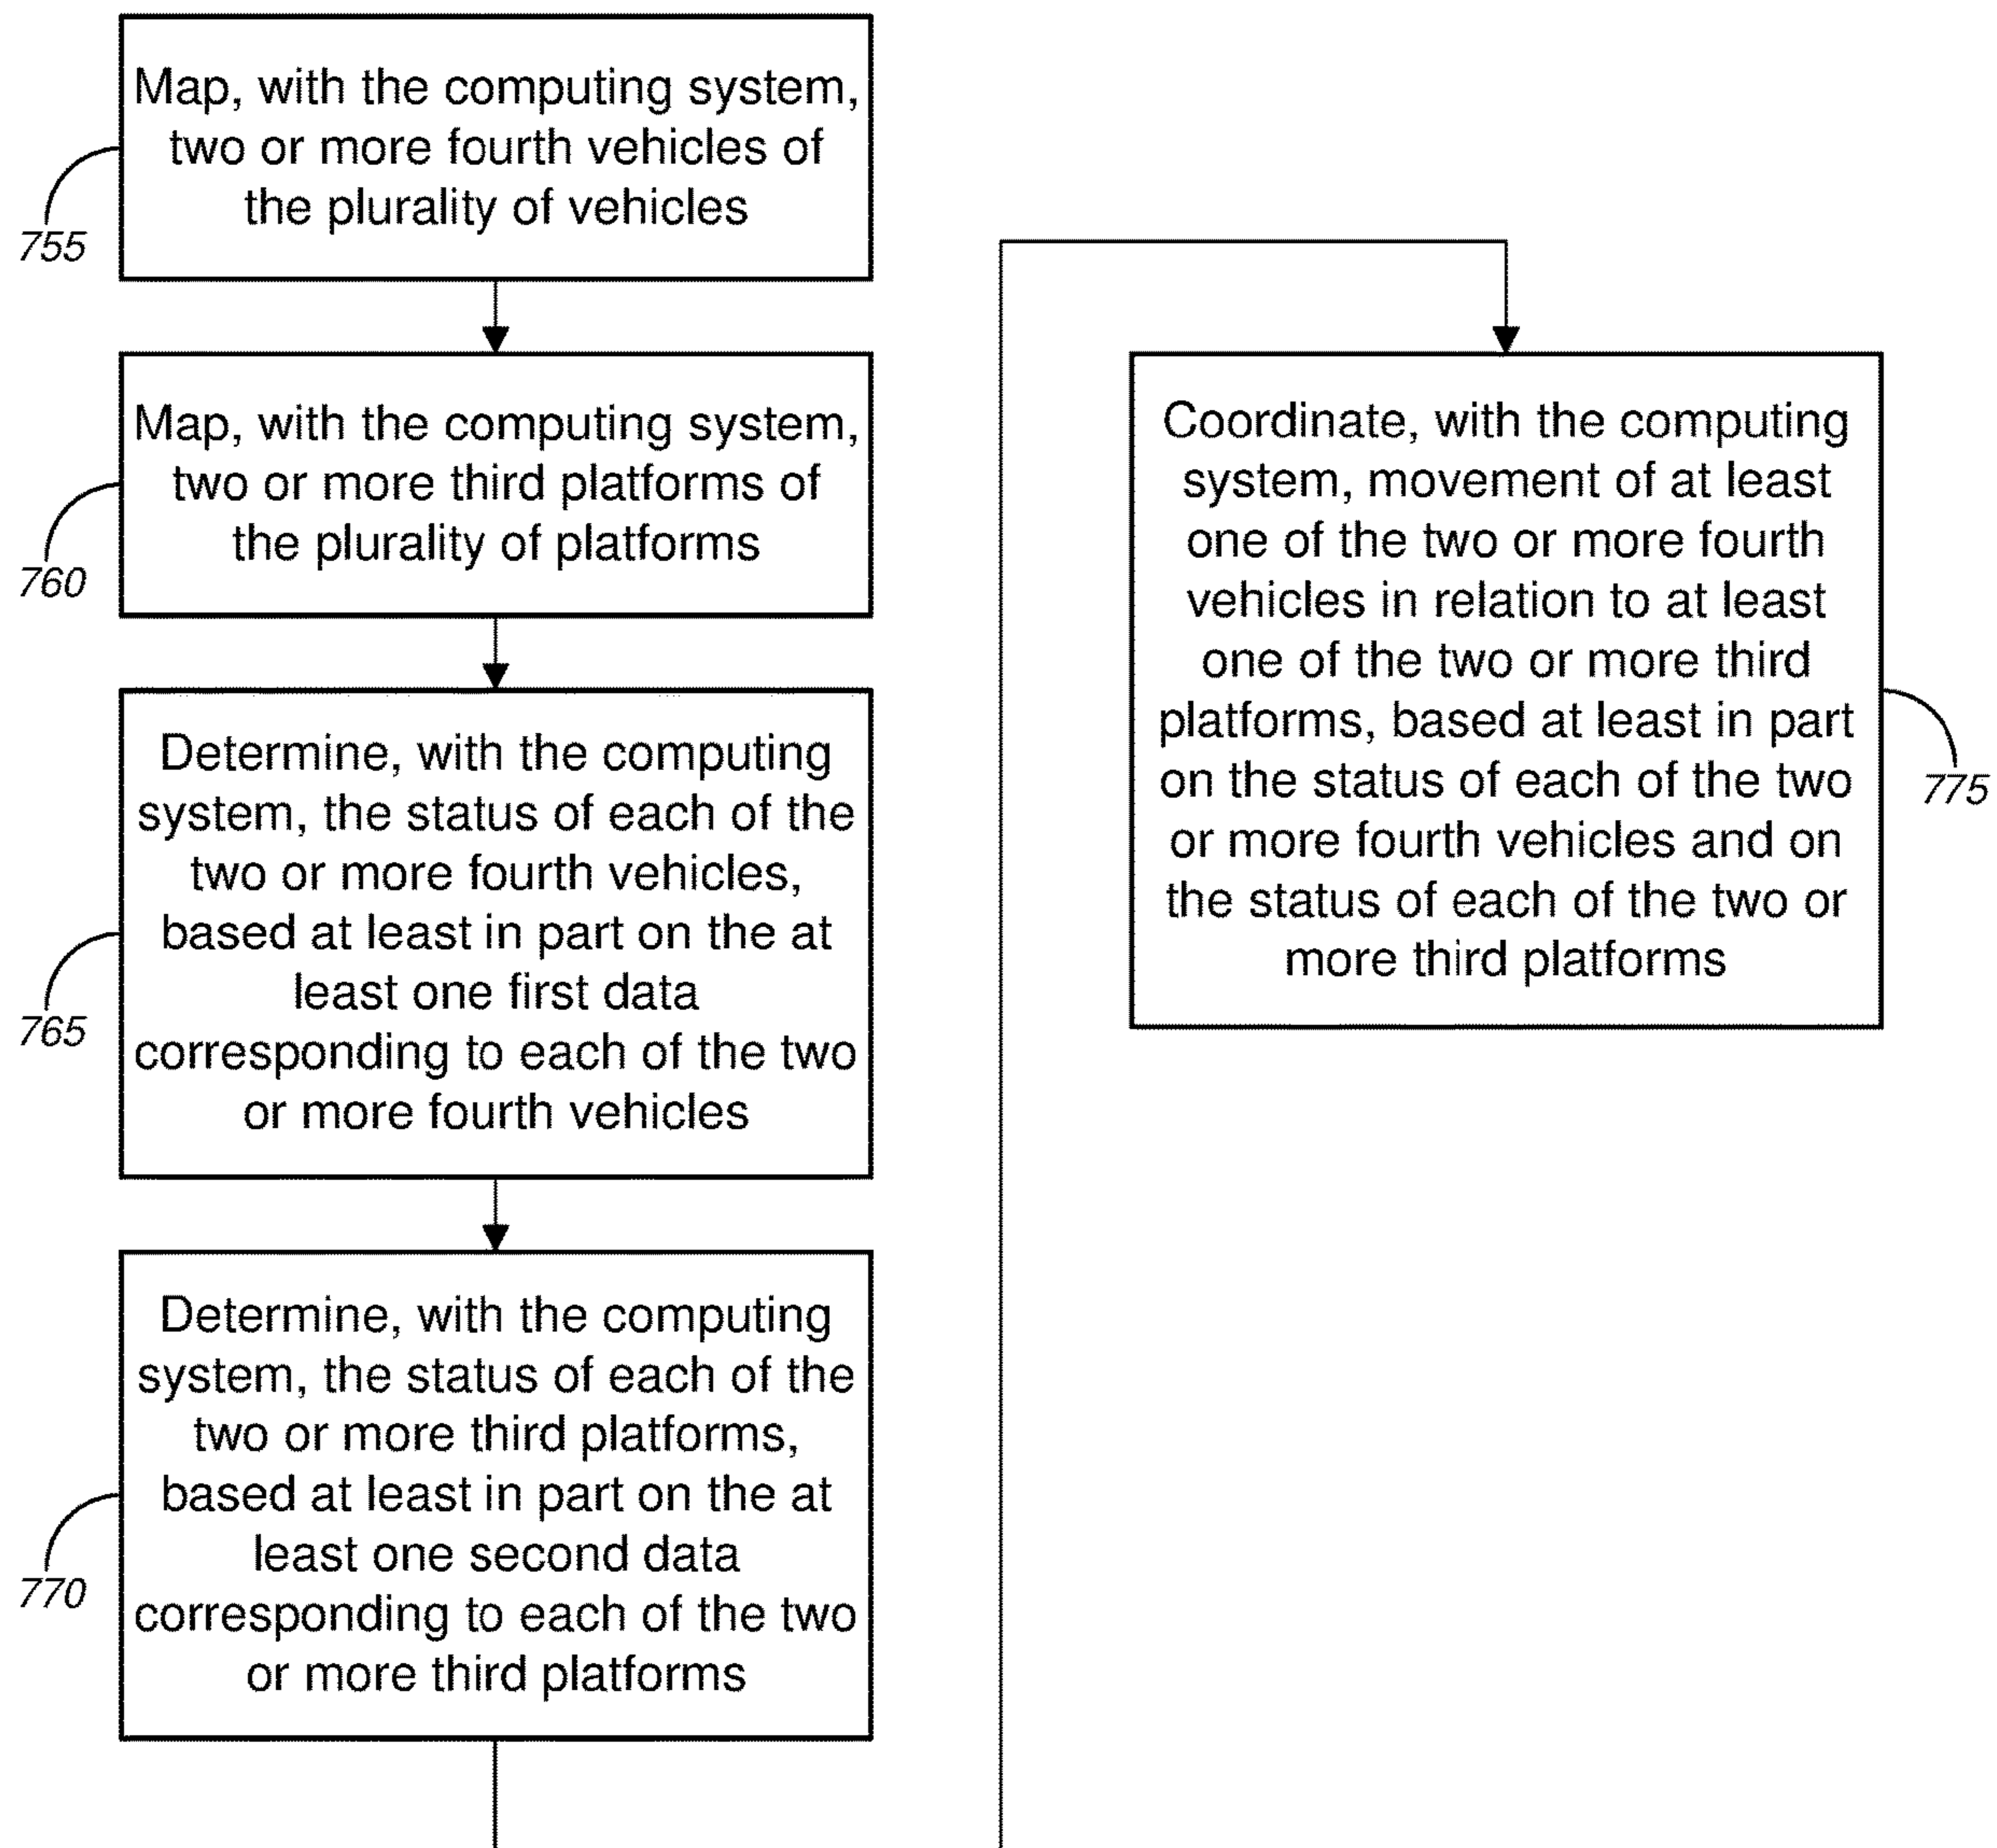 Map, with the computing system,
two or more fourth vehicles of
the plurality of vehicles
755
Map, with the computing system,
two or more third platforms of
the plurality of platforms
760
Determine, with the computing
system, the status of each of the
two or more fourth vehicles,
based at least in part on the at
least one first data
corresponding to each of the two
or more fourth vehicles
765
Determine, with the computing
system, the status of each of the
two or more third platforms,
based at least in part on the at
least one second data
corresponding to each of the two
or more third platforms
770
Coordinate, with the computing
system, movement of at least
one of the two or more fourth
vehicles in relation to at least
one of the two or more third
platforms, based at least in part
on the status of each of the two
or more fourth vehicles and on
the status of each of the two or
more third platforms
775